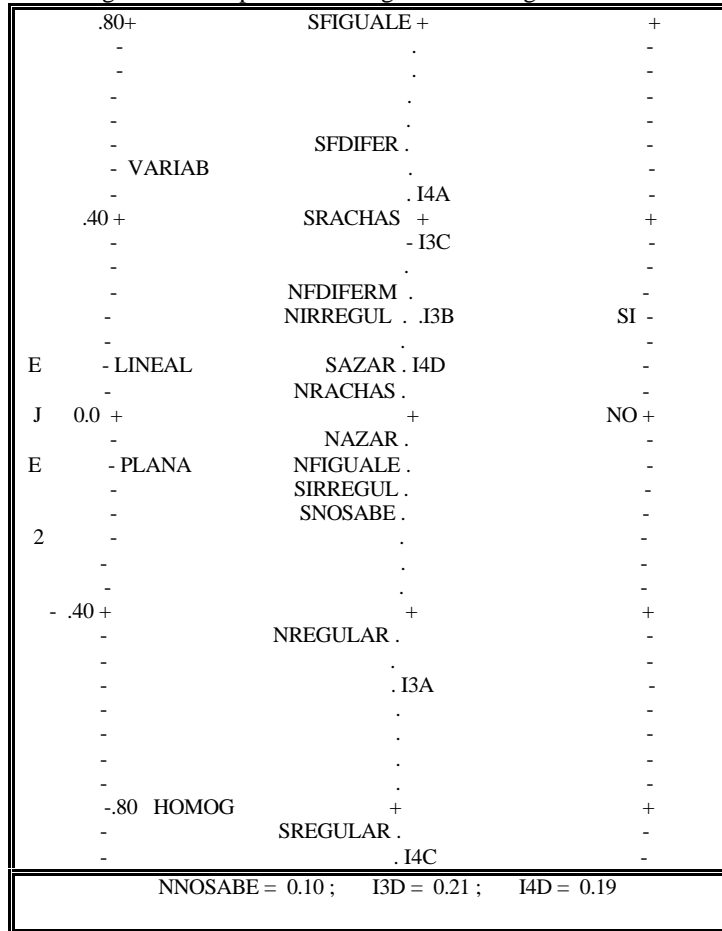 .80+ SFIGUALE + +
- . -
- . -
- . -
- . -
- SFDIFER . -
- VARIAB . -
- . I4A -
.40 + SRACHAS + +
- - I3C -
- . -
- NFDIFERM . -
- NIRREGUL . .I3B SI -
- . -
E - LINEAL SAZAR . I4D -
- NRACHAS . -
J 0.0 + + NO +
- NAZAR . -
E - PLANA NFIGUALE . -
- SIRREGUL . -
- SNOSABE . -
2 - . -
- . -
- . -
- .40 + + +
- NREGULAR . -
- . -
- . I3A -
- . -
- . -
- . -
- . -
-.80 HOMOG + +
- SREGULAR . -
- . I4C -
NNOSABE = 0.10 ; I3D = 0.21 ; I4D = 0.19